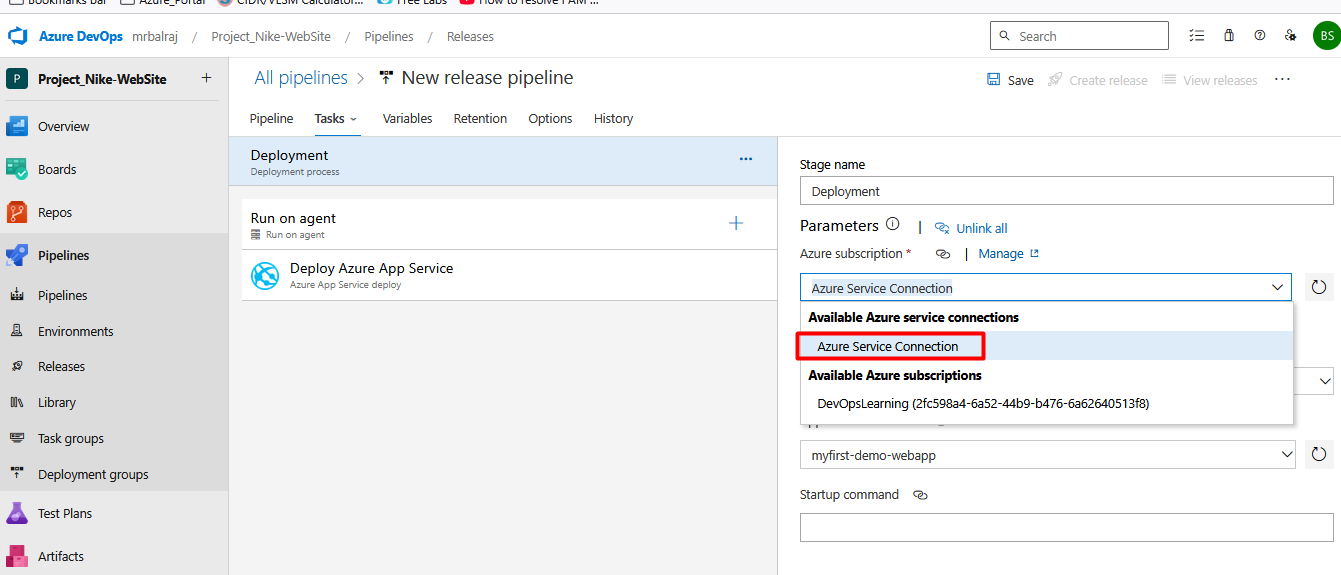 Bookmarks bar Azure_Portal CIDR/VLSM Calculator... Free Labs How to resolve I AM ...
Azure DevOps mrbalraj / Project_Nike-WebSite / Pipelines / Releases
Search
BS
P Project_Nike-WebSite +
All pipelines > New release pipeline
Save Create release View releases ...
Overview
Pipeline Tasks Variables Retention Options History
Boards
Repos
Pipelines
Pipelines
Environments
Releases
Library
Task groups
Deployment groups
Test Plans
Artifacts
Deployment
Deployment process
...
Run on agent
Run on agent
+
Deploy Azure App Service
Azure App Service deploy
Stage name
Deployment
Parameters | Unlink all
Azure subscription * | Manage
Azure Service Connection
Available Azure service connections
Azure Service Connection
Available Azure subscriptions
DevOpsLearning (2fc598a4-6a52-44b9-b476-6a62640513f8)
myfirst-demo-webapp
Startup command